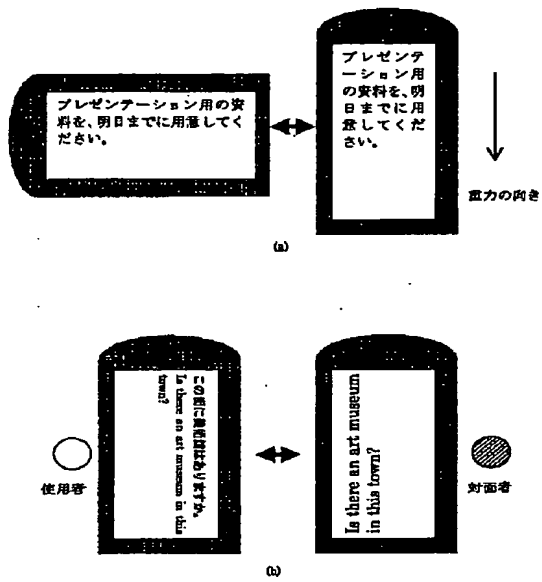 プレゼンテーション用の資
料を、明日までに用意してく
ださい。
プレゼンテ
ーション用
の資料を、明
日までに用
意してくだ
さい。
重力の向き
(a)
この町に美術館はありますか。
Is there an art museum in this
town?
使用者
Is there an art museum
in this town?
対面者
(b)